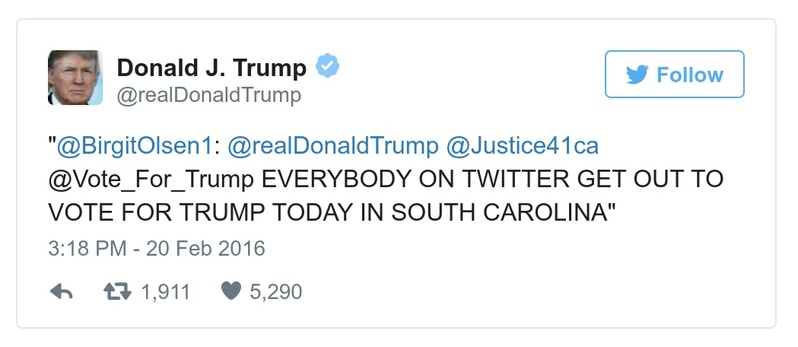 Donald J. Trump
@realDonaldTrump
Follow
"@BirgitOlsen1: @realDonaldTrump @Justice41ca
@Vote_For_Trump EVERYBODY ON TWITTER GET OUT TO
VOTE FOR TRUMP TODAY IN SOUTH CAROLINA"
3:18 PM - 20 Feb 2016
1,911 5,290